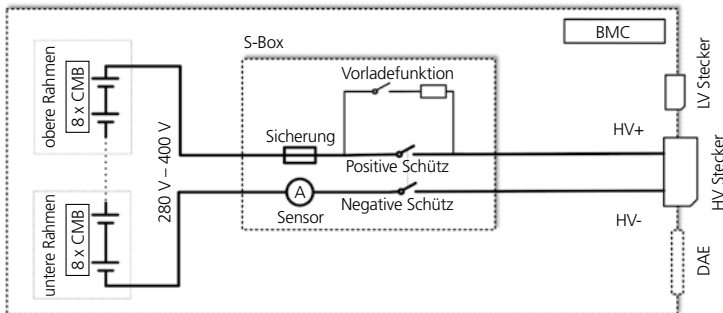 BMC
S-Box
Vorladefunktion
LV Stecker
obere Rahmen
8 x CMB
Sicherung
HV+
Positive Schütz
280 V – 400 V
HV Stecker
A
Negative Schütz
Sensor
untere Rahmen
8 x CMB
HV-
DAE